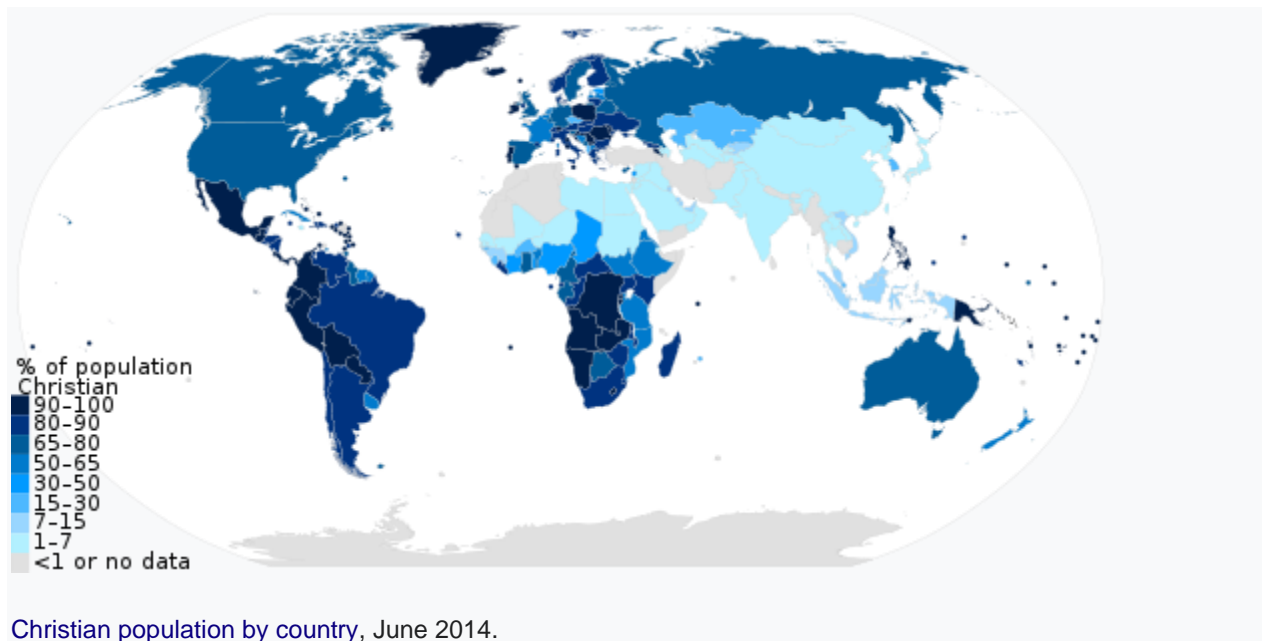 % of population
Christian
90–100
80–90
65–80
50–65
30–50
15–30
7–15
1–7
<1 or no data
Christian population by country, June 2014.